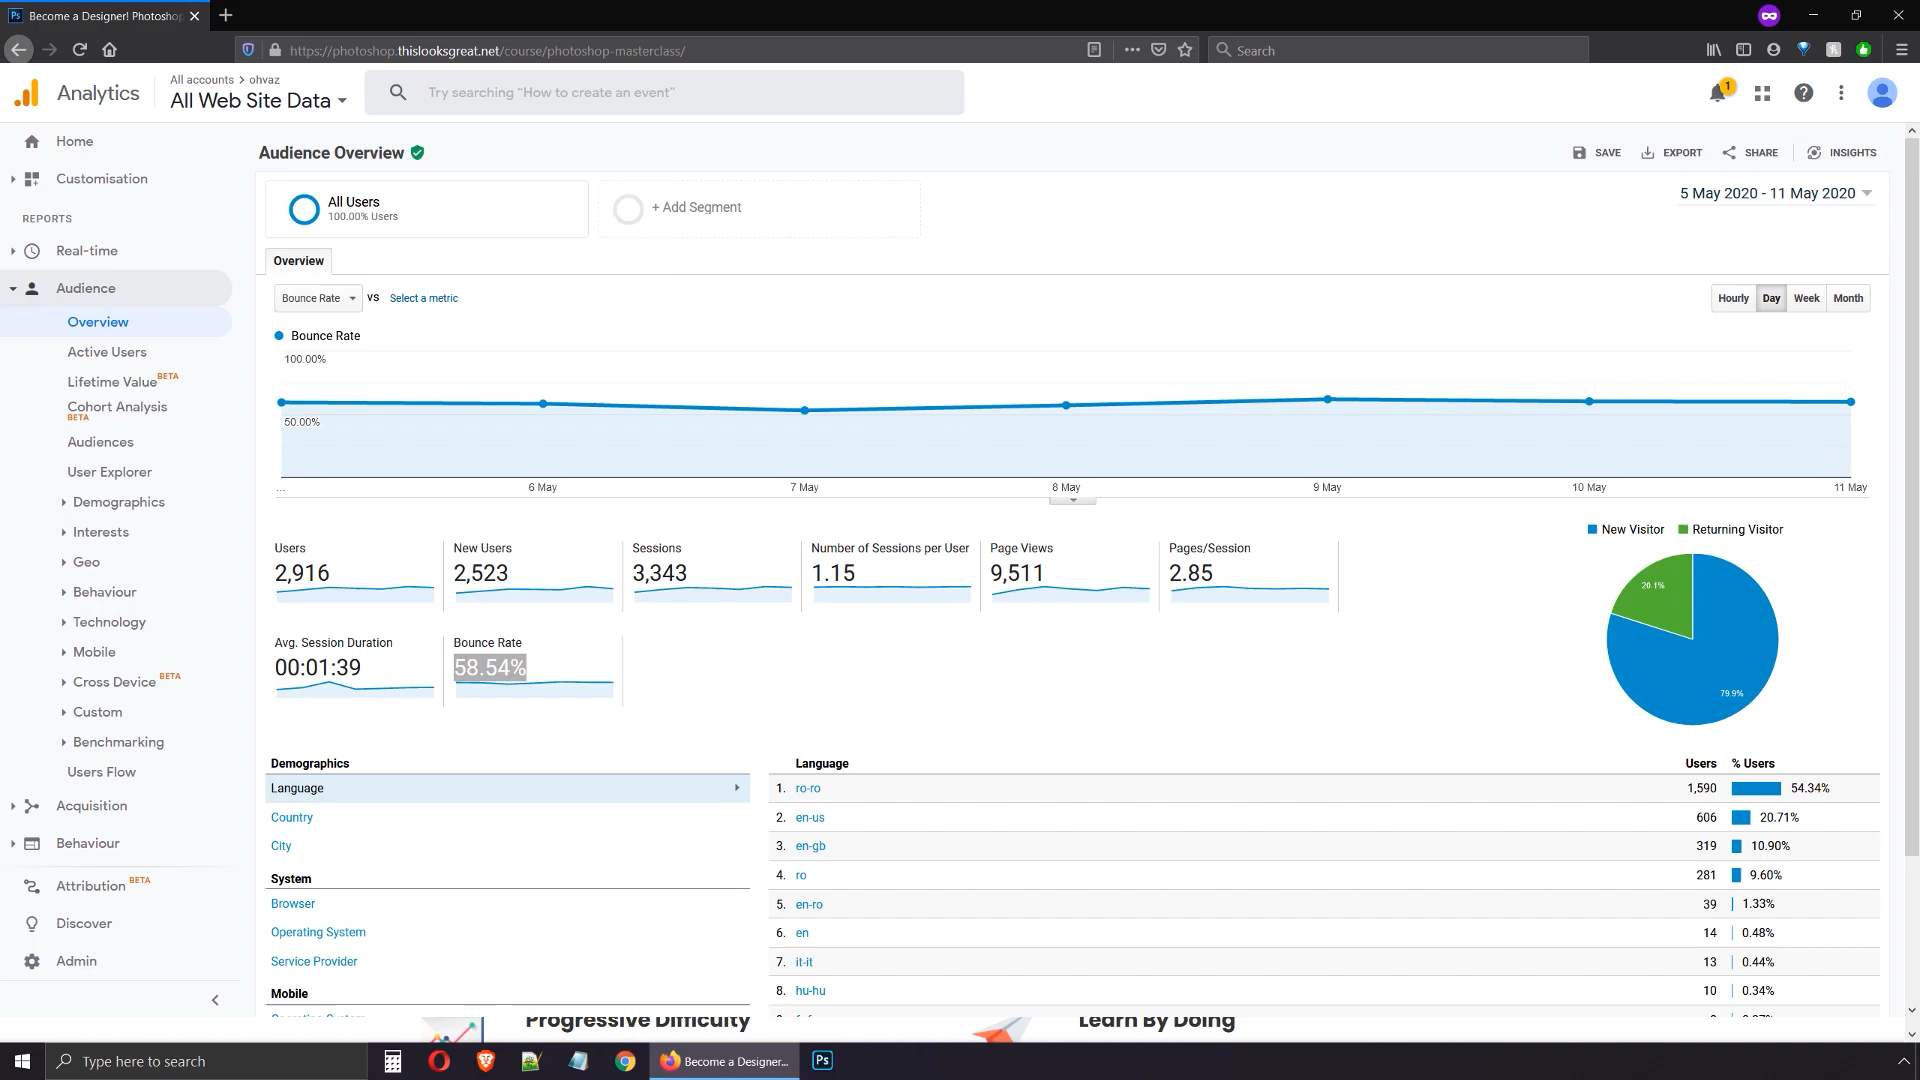 Become a Designer! Photoshop
https://photoshop.thislooksgreat.net/course/photoshop-masterclass/
Search
Analytics
All accounts > ohvaz
All Web Site Data
Try searching "How to create an event"
1
Home
Customisation
REPORTS
Real-time
Audience
Overview
Active Users
Lifetime Value BETA
Cohort Analysis
BETA
Audiences
User Explorer
Demographics
Interests
Geo
Behaviour
Technology
Mobile
Cross Device BETA
Custom
Benchmarking
Users Flow
Acquisition
Behaviour
Attribution BETA
Discover
Admin
Audience Overview
SAVE
EXPORT
SHARE
INSIGHTS
All Users
100.00% Users
+ Add Segment
5 May 2020 - 11 May 2020
Overview
Bounce Rate VS Select a metric
Hourly Day Week Month
Bounce Rate
100.00%
50.00%
... 6 May 7 May 8 May 9 May 10 May 11 May
Users
2,916
New Users
2,523
Sessions
3,343
Number of Sessions per User
1.15
Page Views
9,511
Pages/Session
2.85
Avg. Session Duration
00:01:39
Bounce Rate
58.54%
New Visitor Returning Visitor
20.1%
79.9%
Demographics
Language
Country
City
System
Browser
Operating System
Service Provider
Mobile
Language Users % Users
1. ro-ro 1,590 54.34%
2. en-us 606 20.71%
3. en-gb 319 10.90%
4. ro 281 9.60%
5. en-ro 39 1.33%
6. en 14 0.48%
7. it-it 13 0.44%
8. hu-hu 10 0.34%
Progressive Difficulty
Learn By Doing
Type here to search
Become a Designer...
Ps